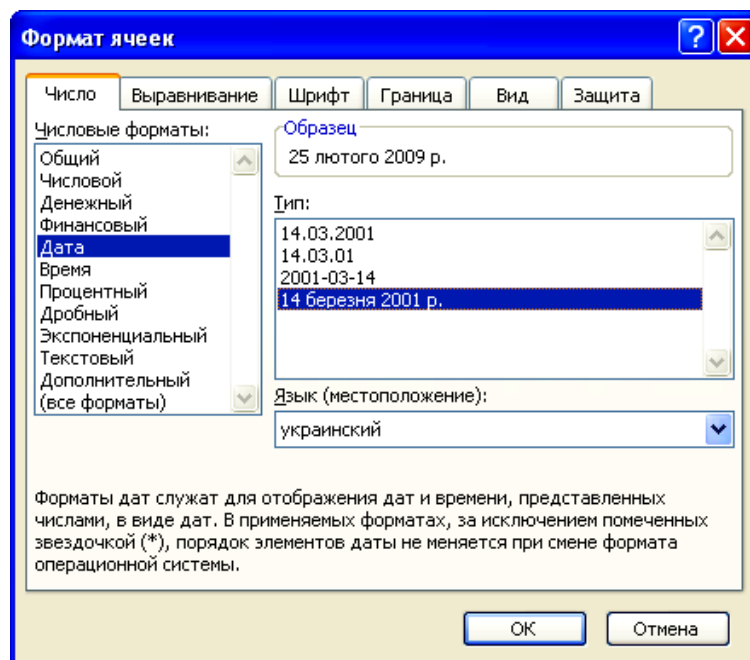 Формат ячеек
Число
Выравнивание
Шрифт
Граница
Вид
Защита
Числовые форматы:
Общий
Числовой
Денежный
Финансовый
Дата
Время
Процентный
Дробный
Экспоненциальный
Текстовый
Дополнительный
(все форматы)
Образец
25 лютого 2009 р.
Тип:
14.03.2001
14.03.01
2001-03-14
14 березня 2001 р.
Язык (местоположение):
украинский
Форматы дат служат для отображения дат и времени, представленных
числами, в виде дат. В применяемых форматах, за исключением помеченных
звездочкой (*), порядок элементов даты не меняется при смене формата
операционной системы.
ОК
Отмена